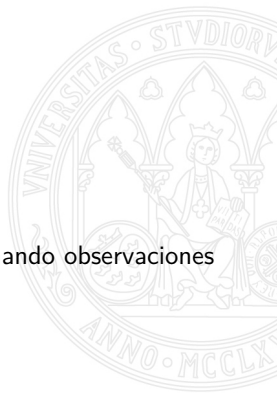 VNIVERSITAS · STVDIORV
ando observaciones
ANNO · MCCLX